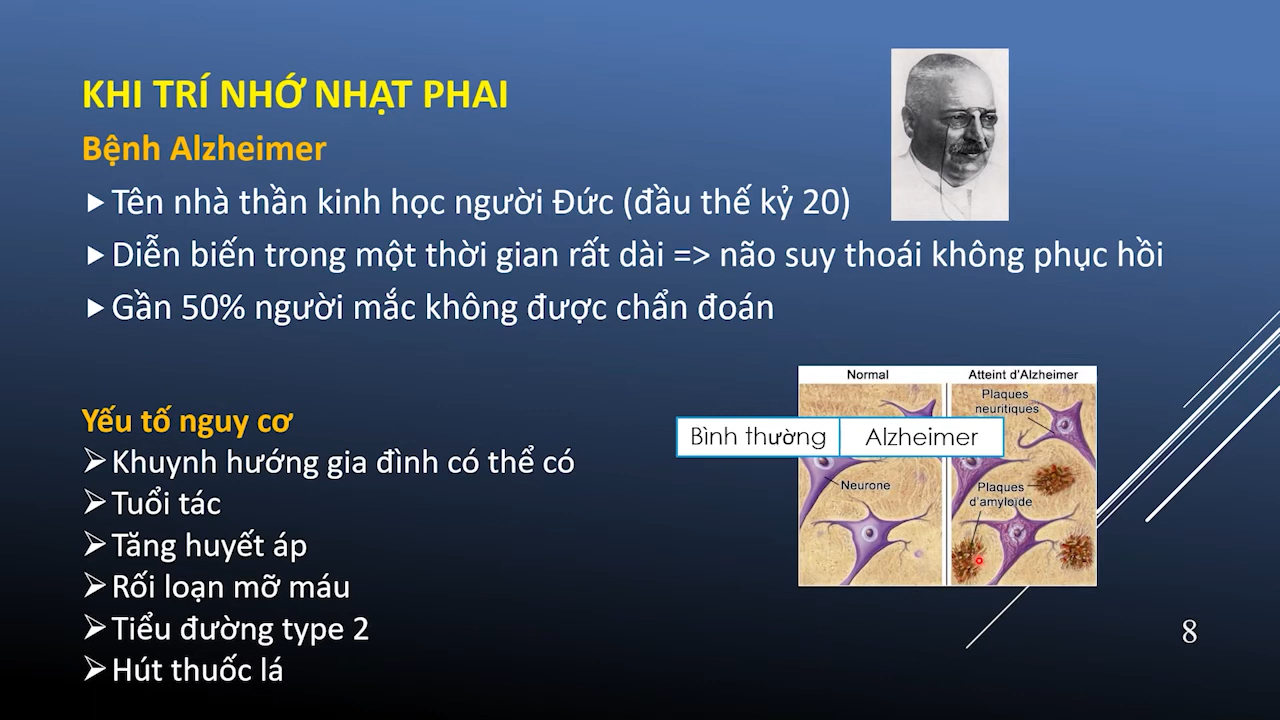 KHI TRÍ NHỚ NHẠT PHAI
Bệnh Alzheimer
Tên nhà thần kinh học người Đức (đầu thế kỷ 20)
Diễn biến trong một thời gian rất dài => não suy thoái không phục hồi
Gần 50% người mắc không được chẩn đoán
Yếu tố nguy cơ
Khuynh hướng gia đình có thể có
Tuổi tác
Tăng huyết áp
Rối loạn mỡ máu
Tiểu đường type 2
Hút thuốc lá
Normal
Atteint d'Alzheimer
Plaques
neuritiques
Bình thường
Alzheimer
Neurone
Plaques
d'amyloïde
8